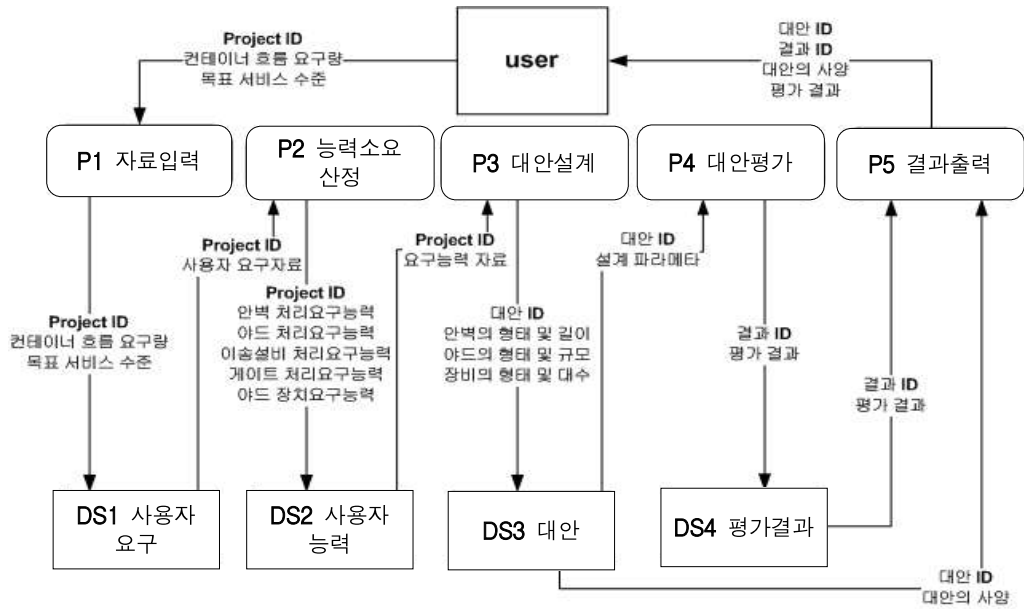 Project ID
컨테이너 흐름 요구량
목표 서비스 수준
user
대안 ID
결과 ID
대안의 사양
평가 결과
P1 자료입력
P2 능력소요
산정
P3 대안설계
P4 대안평가
P5 결과출력
Project ID
사용자 요구자료
Project ID
요구능력 자료
대안 ID
설계 파라메타
Project ID
컨테이너 흐름 요구량
목표 서비스 수준
Project ID
안벽 처리요구능력
야드 처리요구능력
이송설비 처리요구능력
게이트 처리요구능력
야드 장치요구능력
대안 ID
안벽의 형태 및 길이
야드의 형태 및 규모
장비의 형태 및 대수
결과 ID
평가 결과
결과 ID
평가 결과
DS1 사용자
요구
DS2 사용자
능력
DS3 대안
DS4 평가결과
대안 ID
대안의 사양